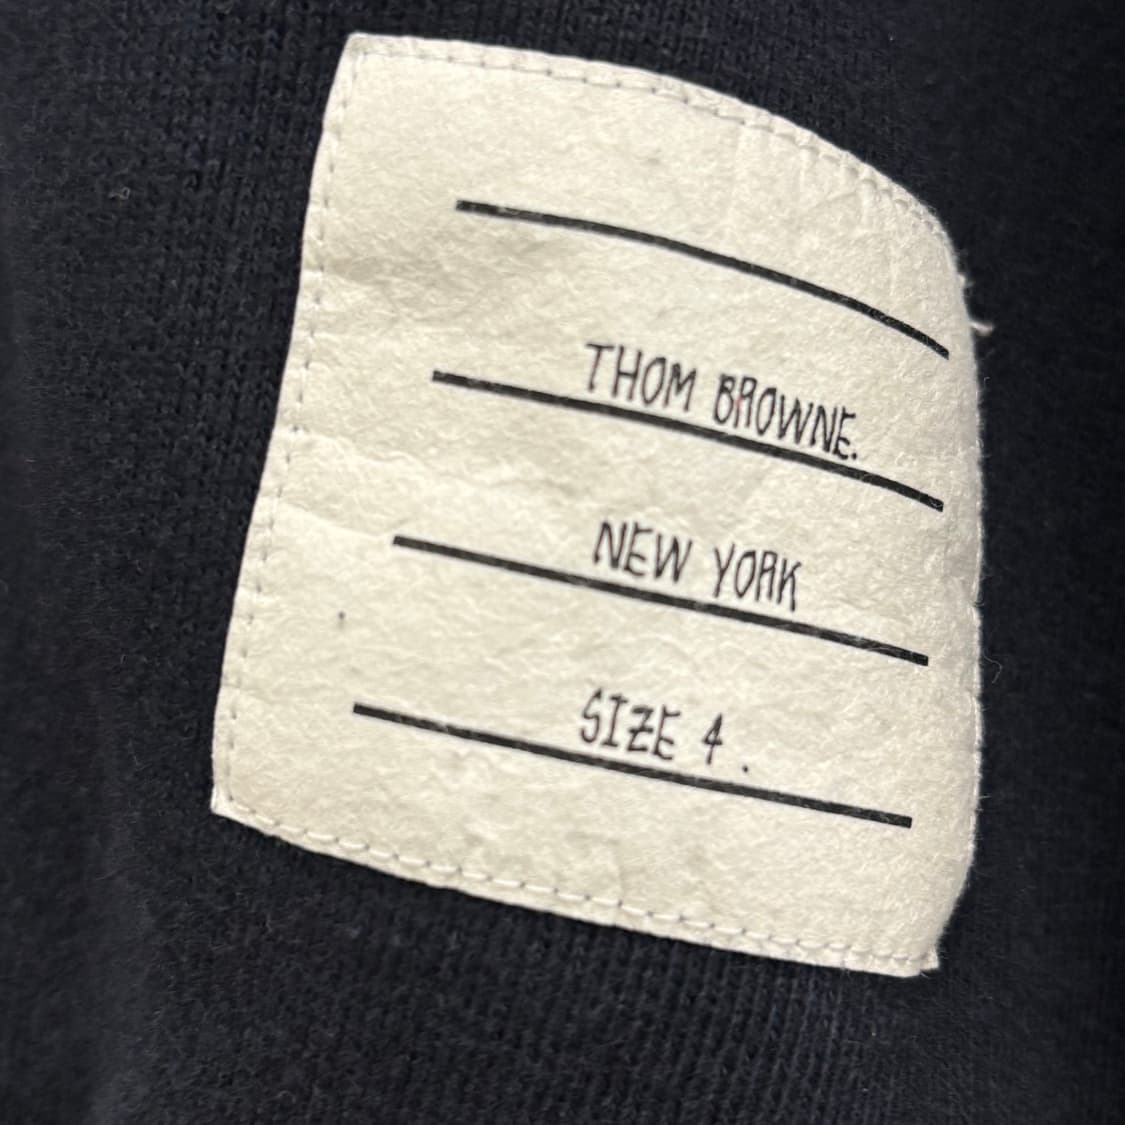 THOM BROWNE.
NEW YORK
SIZE 4 .